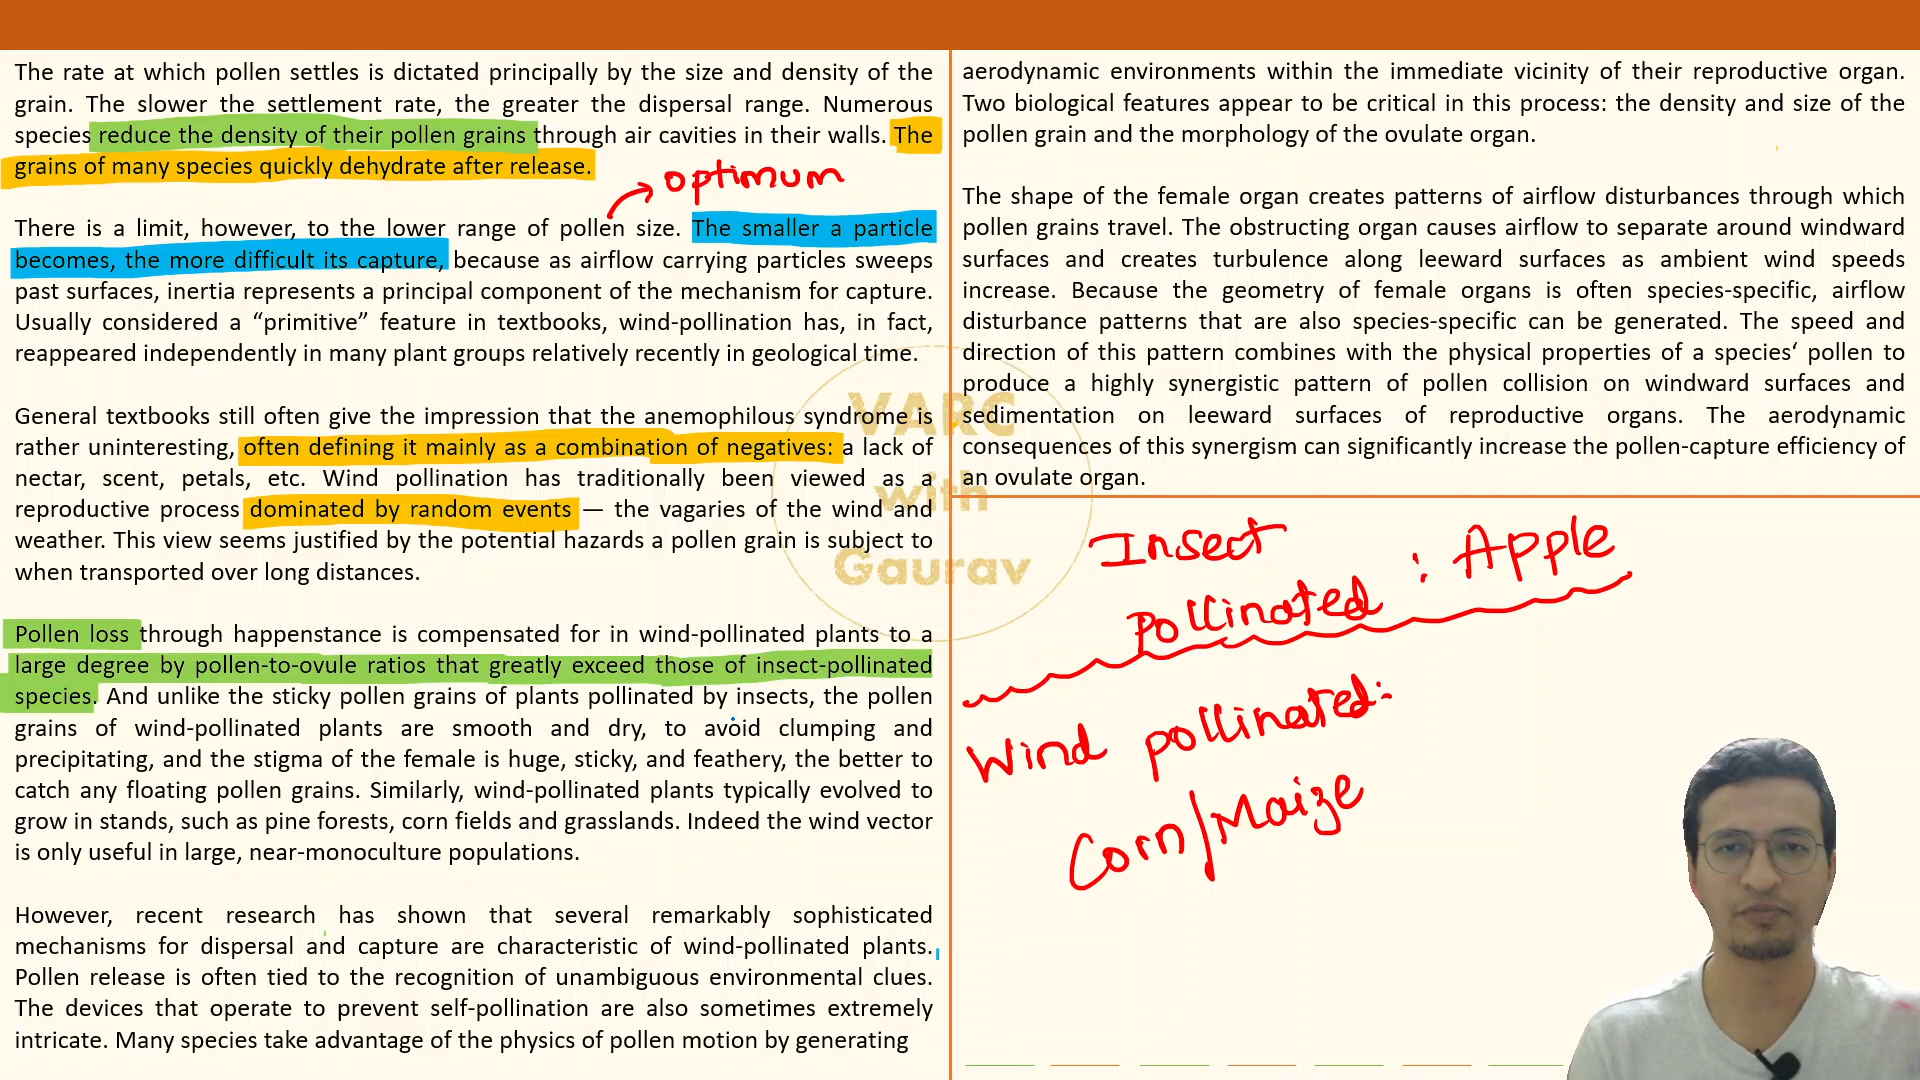 The rate at which pollen settles is dictated principally by the size and density of the
grain. The slower the settlement rate, the greater the dispersal range. Numerous
species reduce the density of their pollen grains through air cavities in their walls. The
grains of many species quickly dehydrate after release.
optimum
There is a limit, however, to the lower range of pollen size. The smaller a particle
becomes, the more difficult its capture, because as airflow carrying particles sweeps
past surfaces, inertia represents a principal component of the mechanism for capture.
Usually considered a “primitive” feature in textbooks, wind-pollination has, in fact,
reappeared independently in many plant groups relatively recently in geological time.
General textbooks still often give the impression that the anemophilous syndrome is
rather uninteresting, often defining it mainly as a combination of negatives: a lack of
nectar, scent, petals, etc. Wind pollination has traditionally been viewed as a
reproductive process dominated by random events — the vagaries of the wind and
weather. This view seems justified by the potential hazards a pollen grain is subject to
when transported over long distances.
Pollen loss through happenstance is compensated for in wind-pollinated plants to a
large degree by pollen-to-ovule ratios that greatly exceed those of insect-pollinated
species. And unlike the sticky pollen grains of plants pollinated by insects, the pollen
grains of wind-pollinated plants are smooth and dry, to avoid clumping and
precipitating, and the stigma of the female is huge, sticky, and feathery, the better to
catch any floating pollen grains. Similarly, wind-pollinated plants typically evolved to
grow in stands, such as pine forests, corn fields and grasslands. Indeed the wind vector
is only useful in large, near-monoculture populations.
However, recent research has shown that several remarkably sophisticated
mechanisms for dispersal and capture are characteristic of wind-pollinated plants.
Pollen release is often tied to the recognition of unambiguous environmental clues.
The devices that operate to prevent self-pollination are also sometimes extremely
intricate. Many species take advantage of the physics of pollen motion by generating
aerodynamic environments within the immediate vicinity of their reproductive organ.
Two biological features appear to be critical in this process: the density and size of the
pollen grain and the morphology of the ovulate organ.
The shape of the female organ creates patterns of airflow disturbances through which
pollen grains travel. The obstructing organ causes airflow to separate around windward
surfaces and creates turbulence along leeward surfaces as ambient wind speeds
increase. Because the geometry of female organs is often species-specific, airflow
disturbance patterns that are also species-specific can be generated. The speed and
direction of this pattern combines with the physical properties of a species‘ pollen to
produce a highly synergistic pattern of pollen collision on windward surfaces and
sedimentation on leeward surfaces of reproductive organs. The aerodynamic
consequences of this synergism can significantly increase the pollen-capture efficiency of
an ovulate organ.
VARC
with
Gaurav
Insect
Pollinated : Apple
Wind pollinated:
Corn/Maize